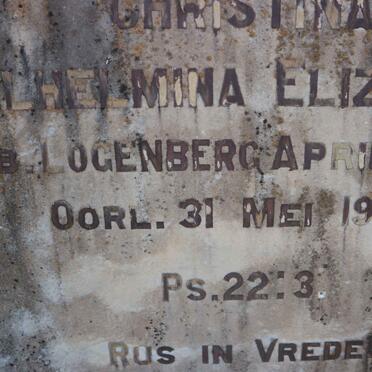 CHRISTINA
LHELMINA ELIZ
B. LOGENBERG APRI
OORL. 31 MEI 19
PS. 22:3
RUS IN VREDE